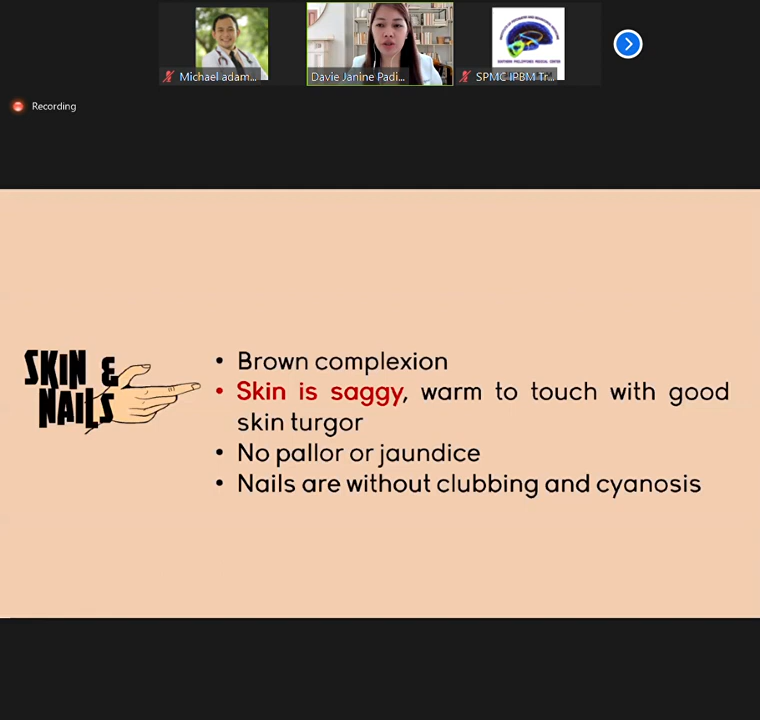 Michael adam...
Davie Janine Padi...
SPMC IPBM Tr...
Recording
SKIN &
NAILS
• Brown complexion
• Skin is saggy, warm to touch with good
skin turgor
• No pallor or jaundice
• Nails are without clubbing and cyanosis